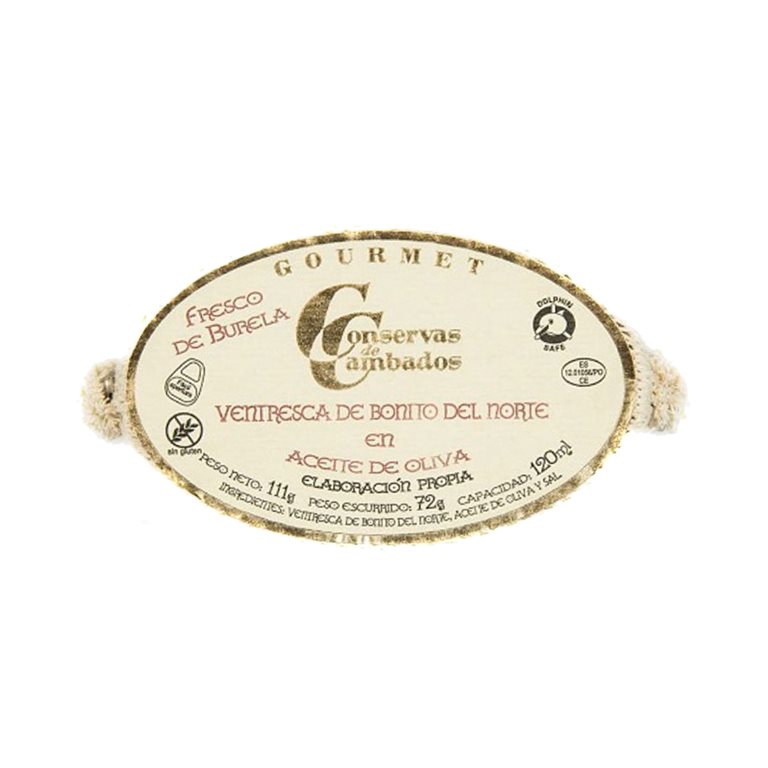 GOURMET
FRESCO
DE BURELA
Conservas
de
Cambados
DOLPHIN
SAFE
ES
12.01056/PO
CE
Fácil
apertura
sin gluten
VENTRESCA DE BONITO DEL NORTE
EN
ACEITE DE OLIVA
ELABORACIÓN PROPIA
PESO NETO: 111g PESO ESCURRIDO: 72g CAPACIDAD: 120ml
INGREDIENTES: VENTRESCA DE BONITO DEL NORTE, ACEITE DE OLIVA Y SAL